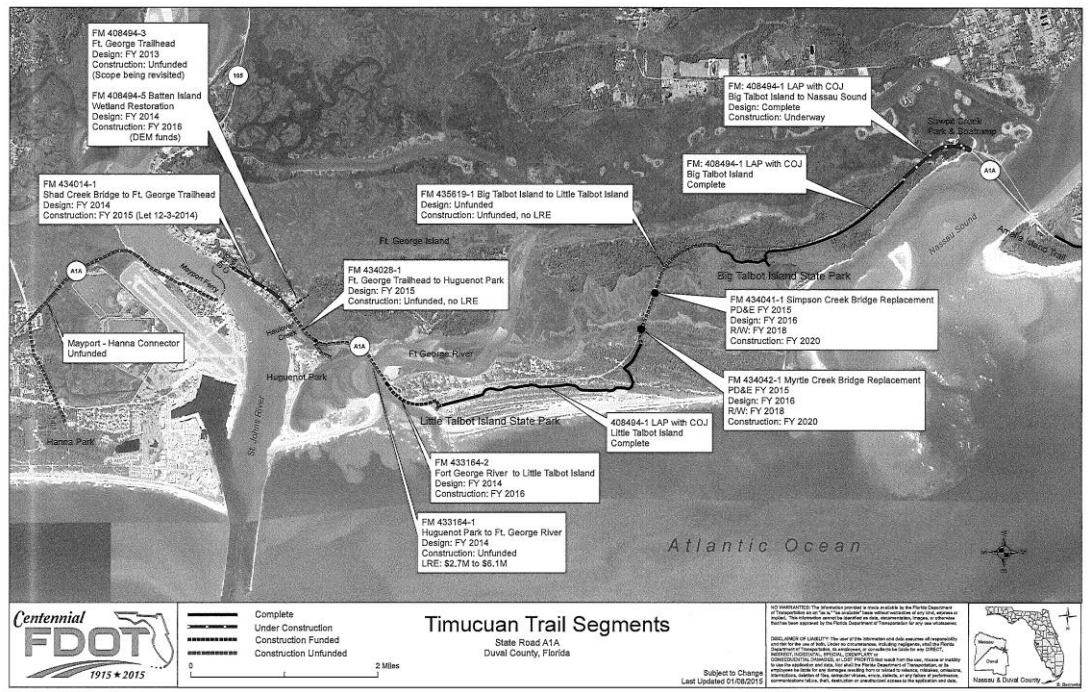 FM 408494-3
Ft. George Trailhead
Design: FY 2013
Construction: Unfunded
(Scope being revisited)
FM 408494-5 Batten Island
Wetland Restoration
Design: FY 2014
Construction: FY 2016
(DEM funds)
105
FM: 408494-1 LAP with COJ
Big Talbot Island to Nassau Sound
Design: Complete
Construction: Underway
Sawpit Creek
Park & Boatramp
FM: 408494-1 LAP with COJ
Big Talbot Island
Complete
A1A
FM 434014-1
Shad Creek Bridge to Ft. George Trailhead
Design: FY 2014
Construction: FY 2015 (Let 12-3-2014)
FM 435619-1 Big Talbot Island to Little Talbot Island
Design: Unfunded
Construction: Unfunded, no LRE
Nassau Sound
Amelia Island Trail
Ft. George Island
A1A
Mayport Ferry
FM 434028-1
Ft. George Trailhead to Huguenot Park
Design: FY 2015
Construction: Unfunded, no LRE
Big Talbot Island State Park
FM 434041-1 Simpson Creek Bridge Replacement
PD&E FY 2015
Design: FY 2016
R/W: FY 2018
Construction: FY 2020
Mayport - Hanna Connector
Unfunded
Haulover
Creek
A1A
Ft George River
Huguenot Park
FM 434042-1 Myrtle Creek Bridge Replacement
PD&E FY 2015
Design: FY 2016
R/W: FY 2018
Construction: FY 2020
Hanna Park
St. Johns River
Little Talbot Island State Park
408494-1 LAP with COJ
Little Talbot Island
Complete
FM 433164-2
Fort George River to Little Talbot Island
Design: FY 2014
Construction: FY 2016
FM 433164-1
Huguenot Park to Ft. George River
Design: FY 2014
Construction: Unfunded
LRE: $2.7M to $6.1M
Atlantic Ocean
Centennial
FDOT
1915 ★ 2015
Complete
Under Construction
Construction Funded
Construction Unfunded
0 2 Miles
Timucuan Trail Segments
State Road A1A
Duval County, Florida
Subject to Change
Last Updated 01/08/2015
Nassau
Duval
Nassau & Duval County